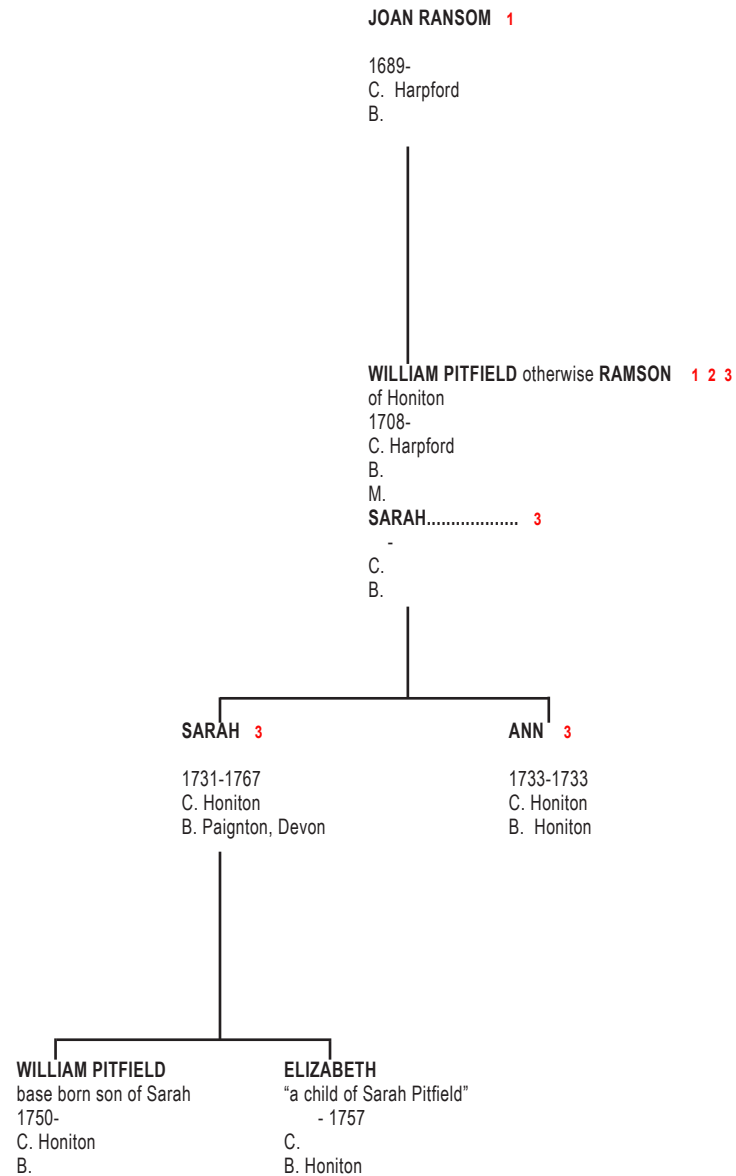 JOAN RANSOM 1
1689-
C. Harpford
B.
WILLIAM PITFIELD otherwise RAMSON 1 2 3
of Honiton
1708-
C. Harpford
B.
M.
SARAH................... 3
-
C.
B.
SARAH 3
1731-1767
C. Honiton
B. Paignton, Devon
ANN 3
1733-1733
C. Honiton
B. Honiton
WILLIAM PITFIELD
base born son of Sarah
1750-
C. Honiton
B.
ELIZABETH
“a child of Sarah Pitfield”
- 1757
C.
B. Honiton